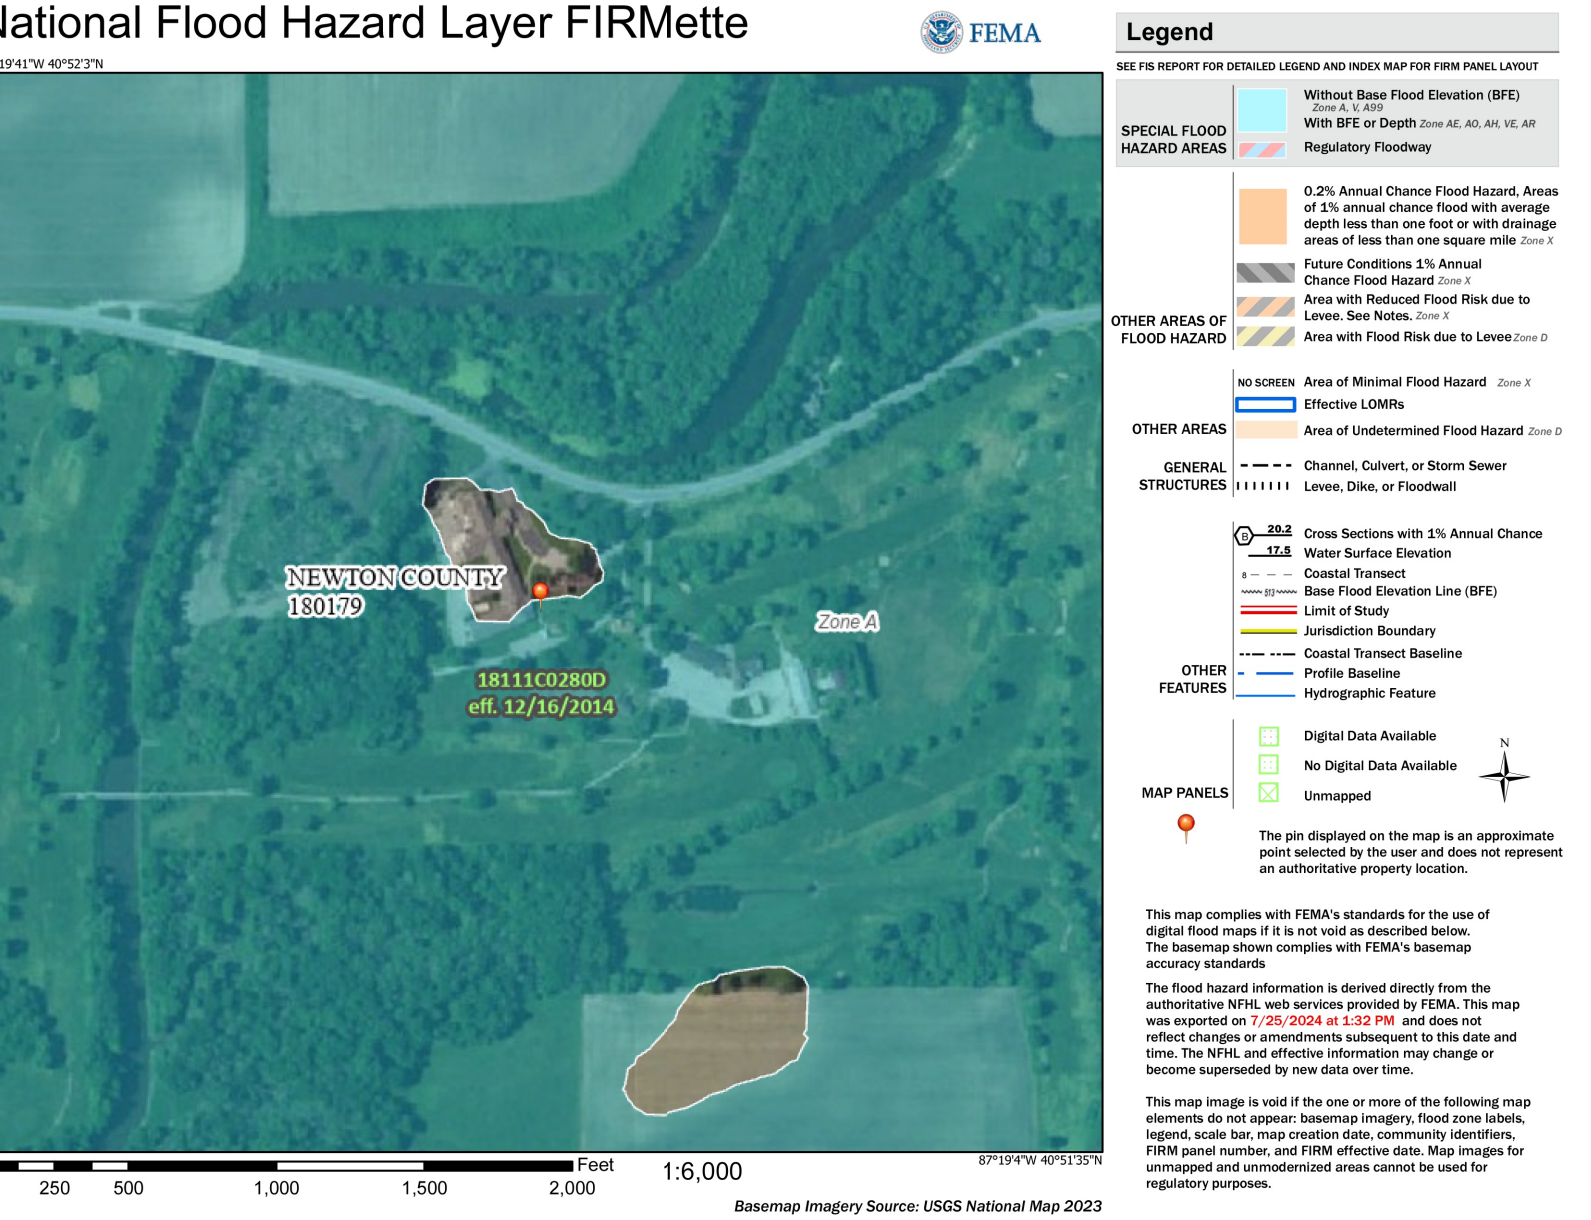 National Flood Hazard Layer FIRMette
FEMA
19'41"W 40°52'3"N
NEWTON COUNTY
180179
Zone A
18111C0280D
eff. 12/16/2014
87°19'4"W 40°51'35"N
Feet
1:6,000
250 500 1,000 1,500 2,000
Basemap Imagery Source: USGS National Map 2023
Legend
SEE FIS REPORT FOR DETAILED LEGEND AND INDEX MAP FOR FIRM PANEL LAYOUT
SPECIAL FLOOD
HAZARD AREAS
Without Base Flood Elevation (BFE)
Zone A, V, A99
With BFE or Depth Zone AE, AO, AH, VE, AR
Regulatory Floodway
OTHER AREAS OF
FLOOD HAZARD
0.2% Annual Chance Flood Hazard, Areas
of 1% annual chance flood with average
depth less than one foot or with drainage
areas of less than one square mile Zone X
Future Conditions 1% Annual
Chance Flood Hazard Zone X
Area with Reduced Flood Risk due to
Levee. See Notes. Zone X
Area with Flood Risk due to Levee Zone D
OTHER AREAS
NO SCREEN Area of Minimal Flood Hazard Zone X
Effective LOMRs
Area of Undetermined Flood Hazard Zone D
GENERAL
STRUCTURES
Channel, Culvert, or Storm Sewer
Levee, Dike, or Floodwall
OTHER
FEATURES
B 20.2 Cross Sections with 1% Annual Chance
17.5 Water Surface Elevation
8 Coastal Transect
513 Base Flood Elevation Line (BFE)
Limit of Study
Jurisdiction Boundary
Coastal Transect Baseline
Profile Baseline
Hydrographic Feature
MAP PANELS
Digital Data Available
No Digital Data Available
Unmapped
N
The pin displayed on the map is an approximate
point selected by the user and does not represent
an authoritative property location.
This map complies with FEMA's standards for the use of
digital flood maps if it is not void as described below.
The basemap shown complies with FEMA's basemap
accuracy standards
The flood hazard information is derived directly from the
authoritative NFHL web services provided by FEMA. This map
was exported on 7/25/2024 at 1:32 PM and does not
reflect changes or amendments subsequent to this date and
time. The NFHL and effective information may change or
become superseded by new data over time.
This map image is void if the one or more of the following map
elements do not appear: basemap imagery, flood zone labels,
legend, scale bar, map creation date, community identifiers,
FIRM panel number, and FIRM effective date. Map images for
unmapped and unmodernized areas cannot be used for
regulatory purposes.